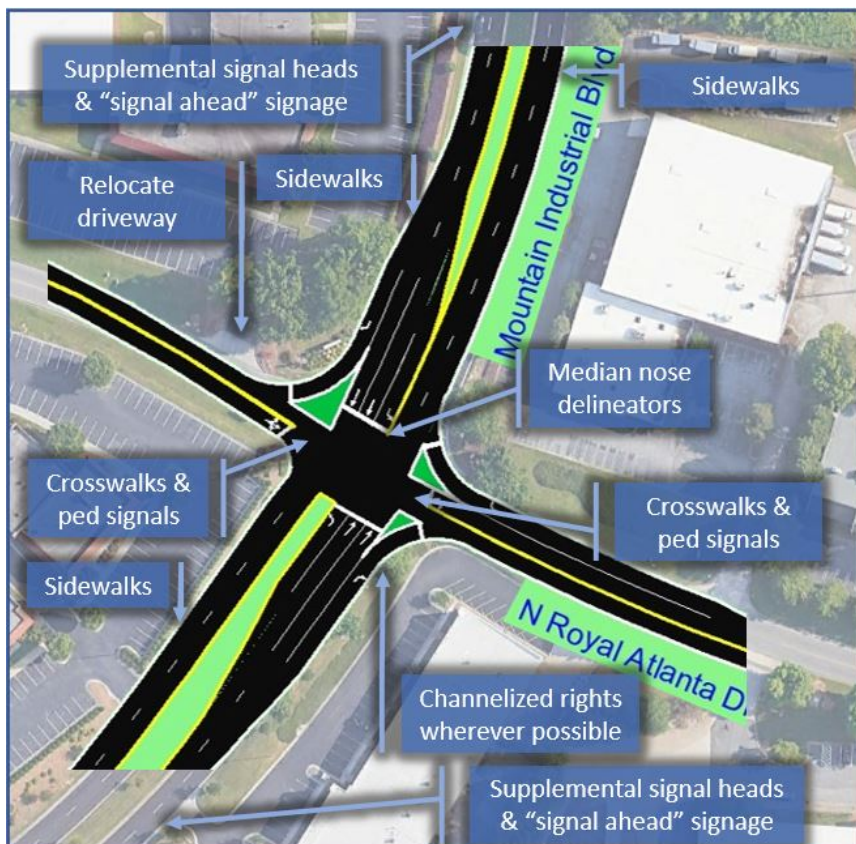 Supplemental signal heads
& “signal ahead” signage
Sidewalks
Mountain Industrial Blvd
Relocate
driveway
Sidewalks
Median nose
delineators
Crosswalks &
ped signals
Crosswalks &
ped signals
Sidewalks
N Royal Atlanta D
Channelized rights
wherever possible
Supplemental signal heads
& “signal ahead” signage